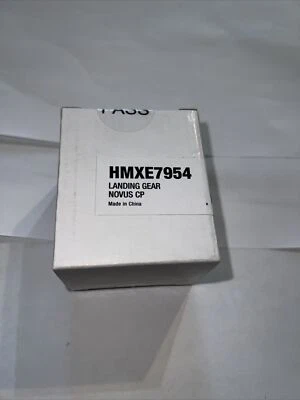 PASS
HMXE7954
LANDING GEAR
NOVUS CP
Made in China